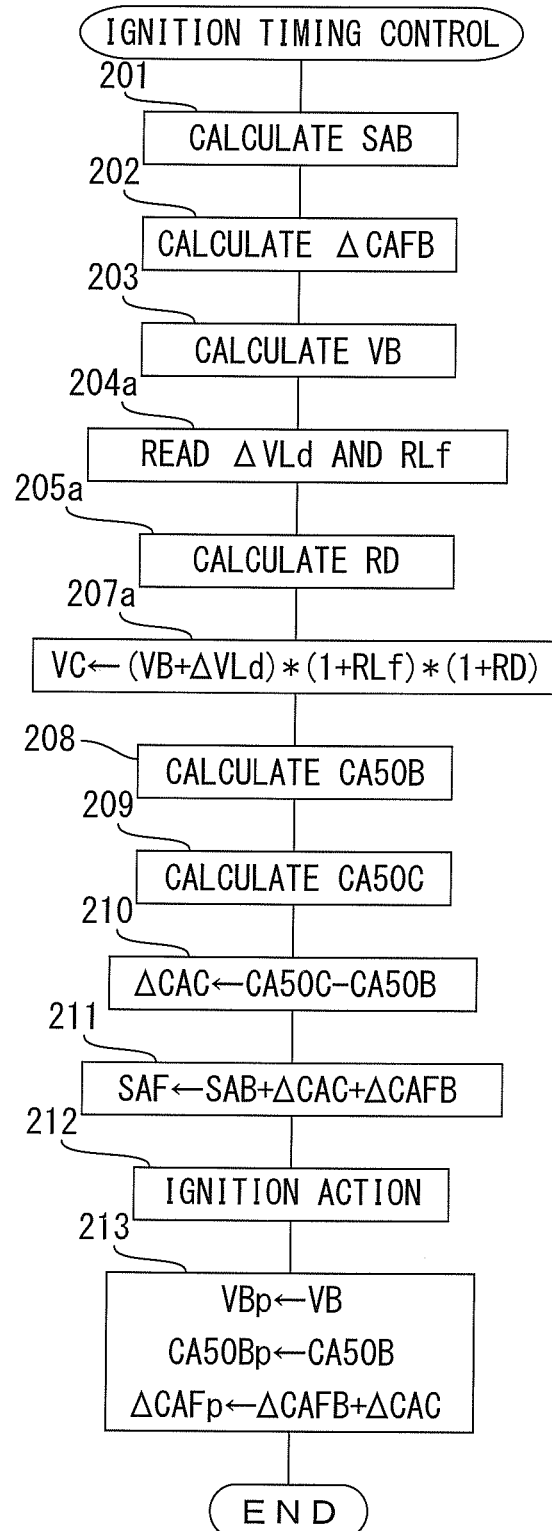 IGNITION TIMING CONTROL
201
CALCULATE SAB
202
CALCULATE ΔCAFB
203
CALCULATE VB
204a
READ ΔVLd AND RLf
205a
CALCULATE RD
207a
VC←(VB+ΔVLd)*(1+RLf)*(1+RD)
208
CALCULATE CA50B
209
CALCULATE CA50C
210
ΔCAC←CA50C-CA50B
211
SAF←SAB+ΔCAC+ΔCAFB
212
IGNITION ACTION
213
VBp←VB
CA50Bp←CA50B
ΔCAFp←ΔCAFB+ΔCAC
END